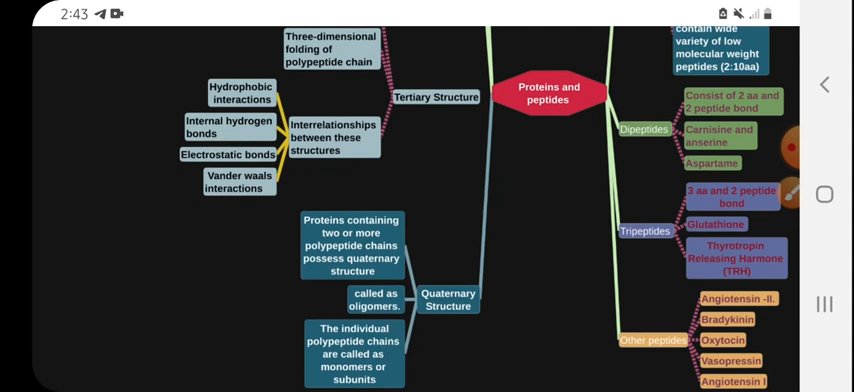 2:43
Three-dimensional
folding of
polypeptide chain
Tertiary Structure
Hydrophobic
interactions
Internal hydrogen
bonds
Electrostatic bonds
Vander waals
interactions
Interrelationships
between these
structures
Proteins containing
two or more
polypeptide chains
possess quaternary
structure
called as
oligomers.
The individual
polypeptide chains
are called as
monomers or
subunits
Quaternary
Structure
Proteins and
peptides
contain wide
variety of low
molecular weight
peptides (2:10aa)
Dipeptides
Consist of 2 aa and
2 peptide bond
Carnisine and
anserine
Aspartame
Tripeptides
3 aa and 2 peptide
bond
Glutathione
Thyrotropin
Releasing Harmone
(TRH)
Other peptides
Angiotensin -II.
Bradykinin
Oxytocin
Vasopressin
Angiotensin I